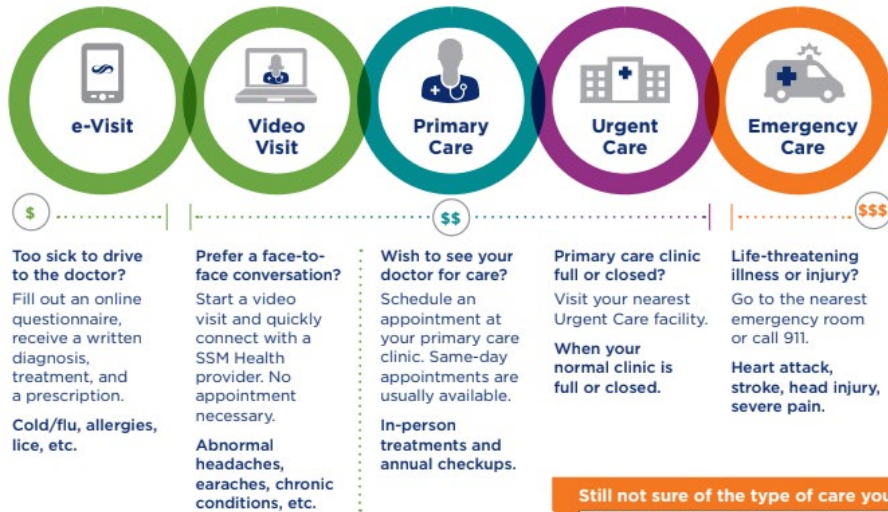 e-Visit
Video
Visit
Primary
Care
Urgent
Care
Emergency
Care
$
$$
$$$
Too sick to drive
to the doctor?
Fill out an online
questionnaire,
receive a written
diagnosis,
treatment, and
a prescription.
Cold/flu, allergies,
lice, etc.
Prefer a face-to-
face conversation?
Start a video
visit and quickly
connect with a
SSM Health
provider. No
appointment
necessary.
Abnormal
headaches,
earaches, chronic
conditions, etc.
Wish to see your
doctor for care?
Schedule an
appointment at
your primary care
clinic. Same-day
appointments are
usually available.
In-person
treatments and
annual checkups.
Primary care clinic
full or closed?
Visit your nearest
Urgent Care facility.
When your
normal clinic is
full or closed.
Life-threatening
illness or injury?
Go to the nearest
emergency room
or call 911.
Heart attack,
stroke, head injury,
severe pain.
Still not sure of the type of care you